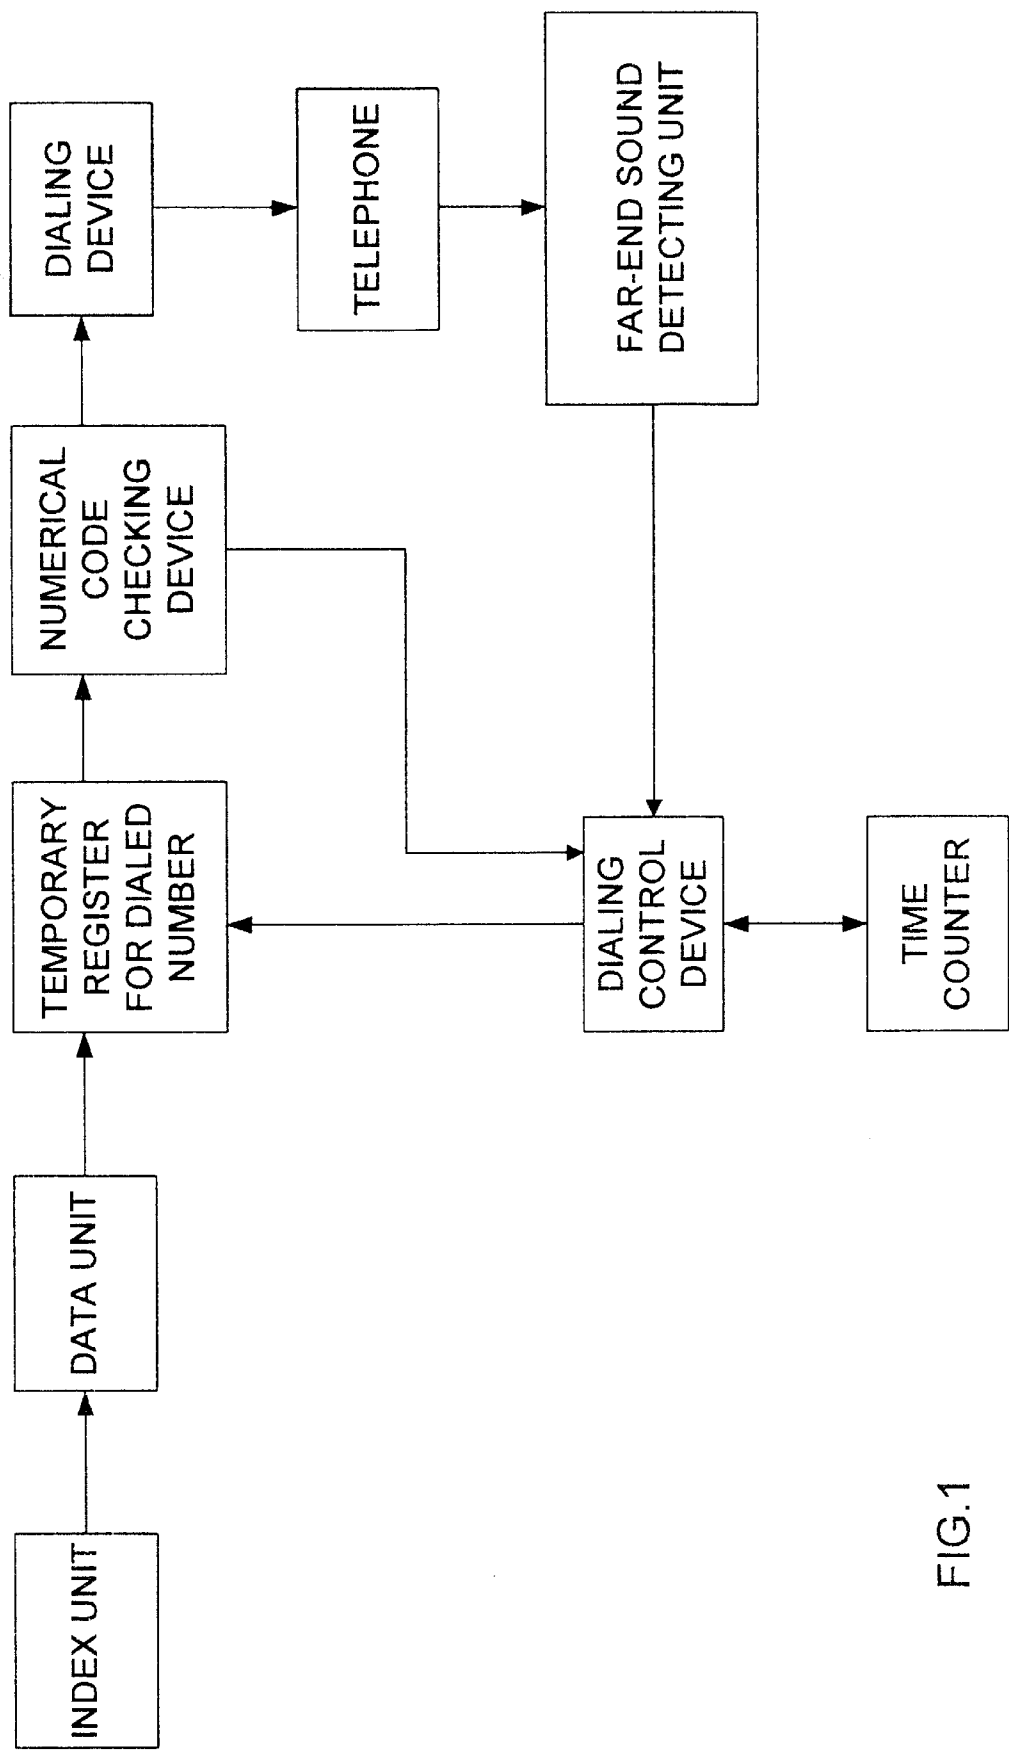 INDEX UNIT
DATA UNIT
TEMPORARY
REGISTER
FOR DIALED
NUMBER
NUMERICAL
CODE
CHECKING
DEVICE
DIALING
DEVICE
TELEPHONE
FAR-END SOUND
DETECTING UNIT
DIALING
CONTROL
DEVICE
TIME
COUNTER
FIG.1